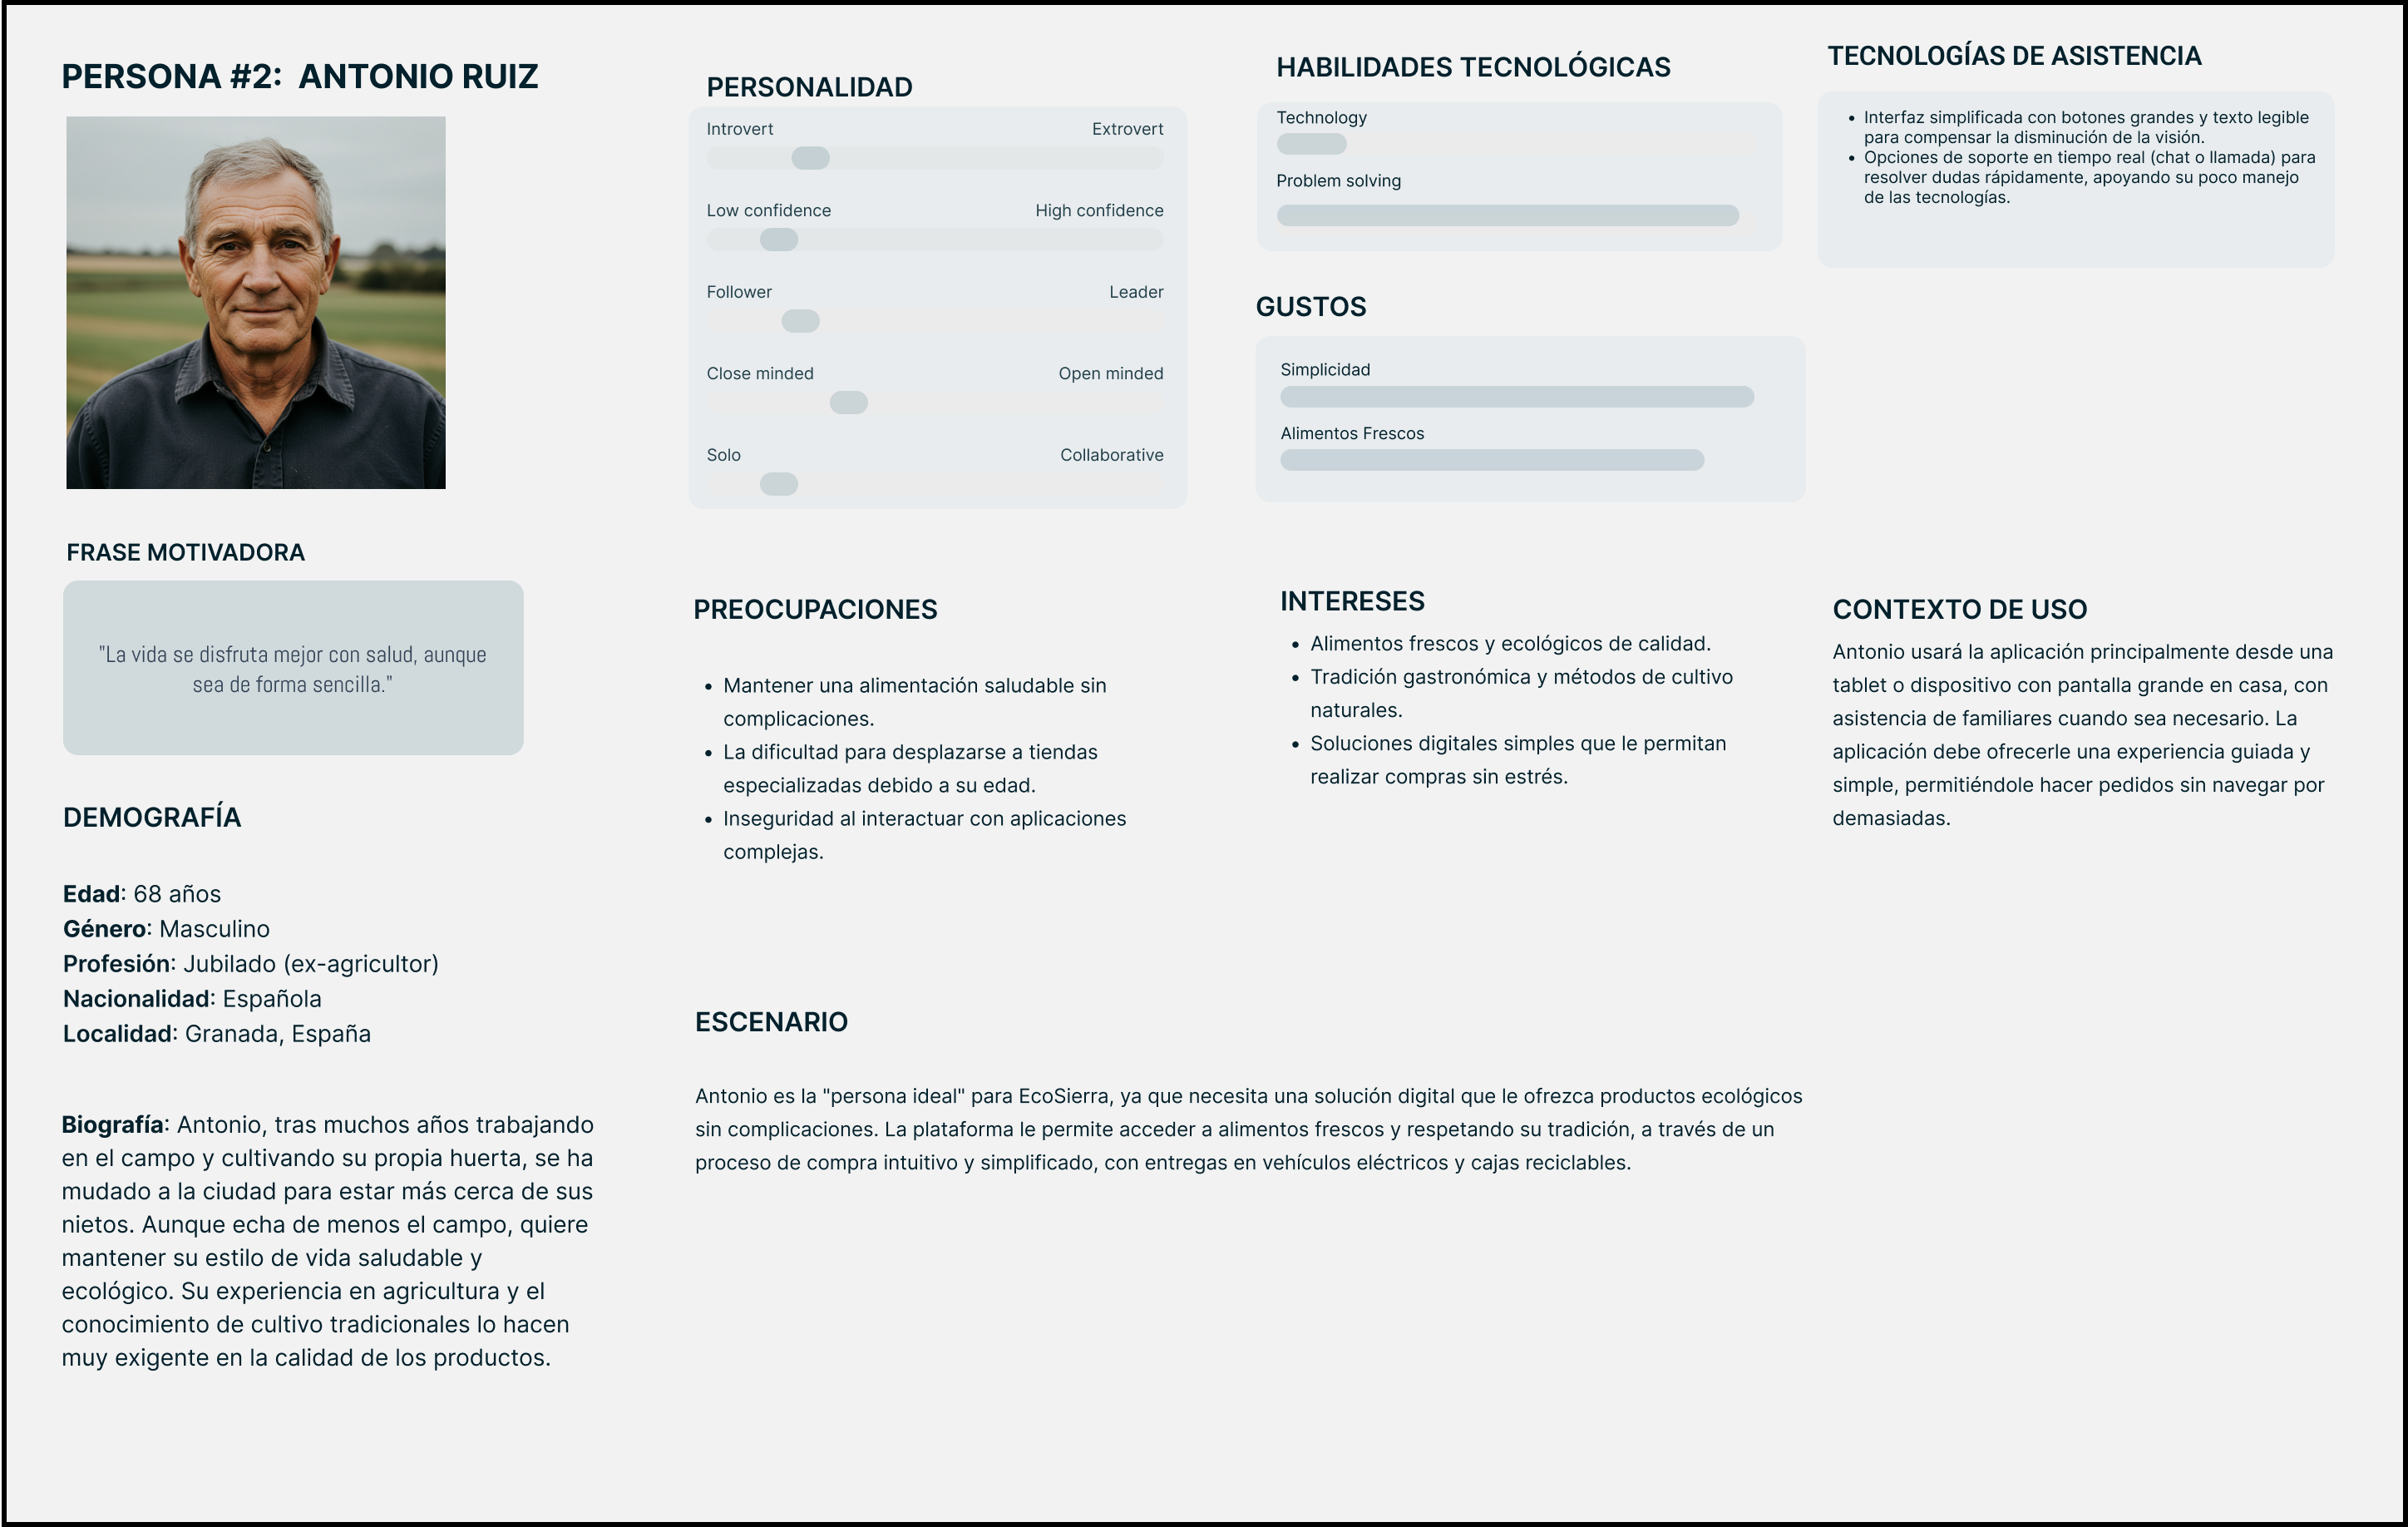 PERSONA #2: ANTONIO RUIZ
FRASE MOTIVADORA
"La vida se disfruta mejor con salud, aunque
sea de forma sencilla."
DEMOGRAFÍA
Edad: 68 años
Género: Masculino
Profesión: Jubilado (ex-agricultor)
Nacionalidad: Española
Localidad: Granada, España
Biografía: Antonio, tras muchos años trabajando
en el campo y cultivando su propia huerta, se ha
mudado a la ciudad para estar más cerca de sus
nietos. Aunque echa de menos el campo, quiere
mantener su estilo de vida saludable y
ecológico. Su experiencia en agricultura y el
conocimiento de cultivo tradicionales lo hacen
muy exigente en la calidad de los productos.
PERSONALIDAD
Introvert Extrovert
Low confidence High confidence
Follower Leader
Close minded Open minded
Solo Collaborative
HABILIDADES TECNOLÓGICAS
Technology
Problem solving
GUSTOS
Simplicidad
Alimentos Frescos
TECNOLOGÍAS DE ASISTENCIA
• Interfaz simplificada con botones grandes y texto legible
para compensar la disminución de la visión.
• Opciones de soporte en tiempo real (chat o llamada) para
resolver dudas rápidamente, apoyando su poco manejo
de las tecnologías.
PREOCUPACIONES
• Mantener una alimentación saludable sin
complicaciones.
• La dificultad para desplazarse a tiendas
especializadas debido a su edad.
• Inseguridad al interactuar con aplicaciones
complejas.
INTERESES
• Alimentos frescos y ecológicos de calidad.
• Tradición gastronómica y métodos de cultivo
naturales.
• Soluciones digitales simples que le permitan
realizar compras sin estrés.
CONTEXTO DE USO
Antonio usará la aplicación principalmente desde una
tablet o dispositivo con pantalla grande en casa, con
asistencia de familiares cuando sea necesario. La
aplicación debe ofrecerle una experiencia guiada y
simple, permitiéndole hacer pedidos sin navegar por
demasiadas.
ESCENARIO
Antonio es la "persona ideal" para EcoSierra, ya que necesita una solución digital que le ofrezca productos ecológicos
sin complicaciones. La plataforma le permite acceder a alimentos frescos y respetando su tradición, a través de un
proceso de compra intuitivo y simplificado, con entregas en vehículos eléctricos y cajas reciclables.